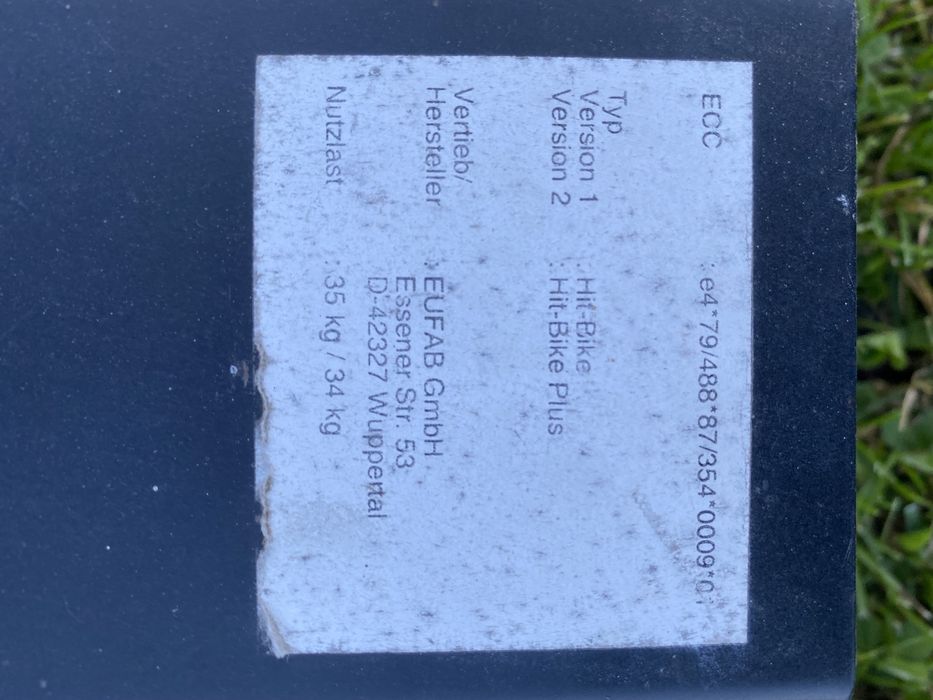 ECC : e4*79/488*87/354*0009*01
Typ
Version 1 : Hit-Bike
Version 2 : Hit-Bike Plus
Vertieb/
Hersteller : EUFAB GmbH
Essener Str. 53
D-42327 Wuppertal
Nutzlast : 35 kg / 34 kg